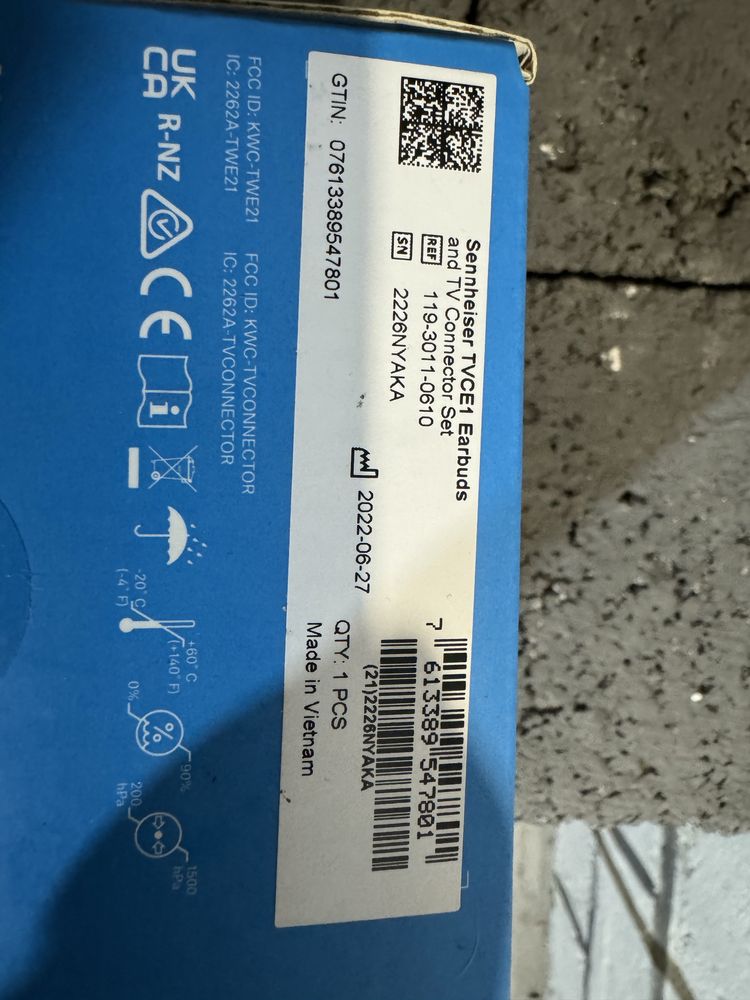 Sennheiser TVCE1 Earbuds
and TV Connector Set
REF 119-3011-0610
SN 2226NYAKA
2022-06-27
GTIN: 07613389547801
7 613389 547801
(21)2226NYAKA
QTY: 1 PCS
Made in Vietnam
FCC ID: KWC-TWE21
IC: 2262A-TWE21
FCC ID: KWC-TVCONNECTOR
IC: 2262A-TVCONNECTOR
UK
CA
R-NZ
CE
i
-20° C
(-4° F)
+60° C
(+140° F)
0%
%
90%
200
hPa
1500
hPa